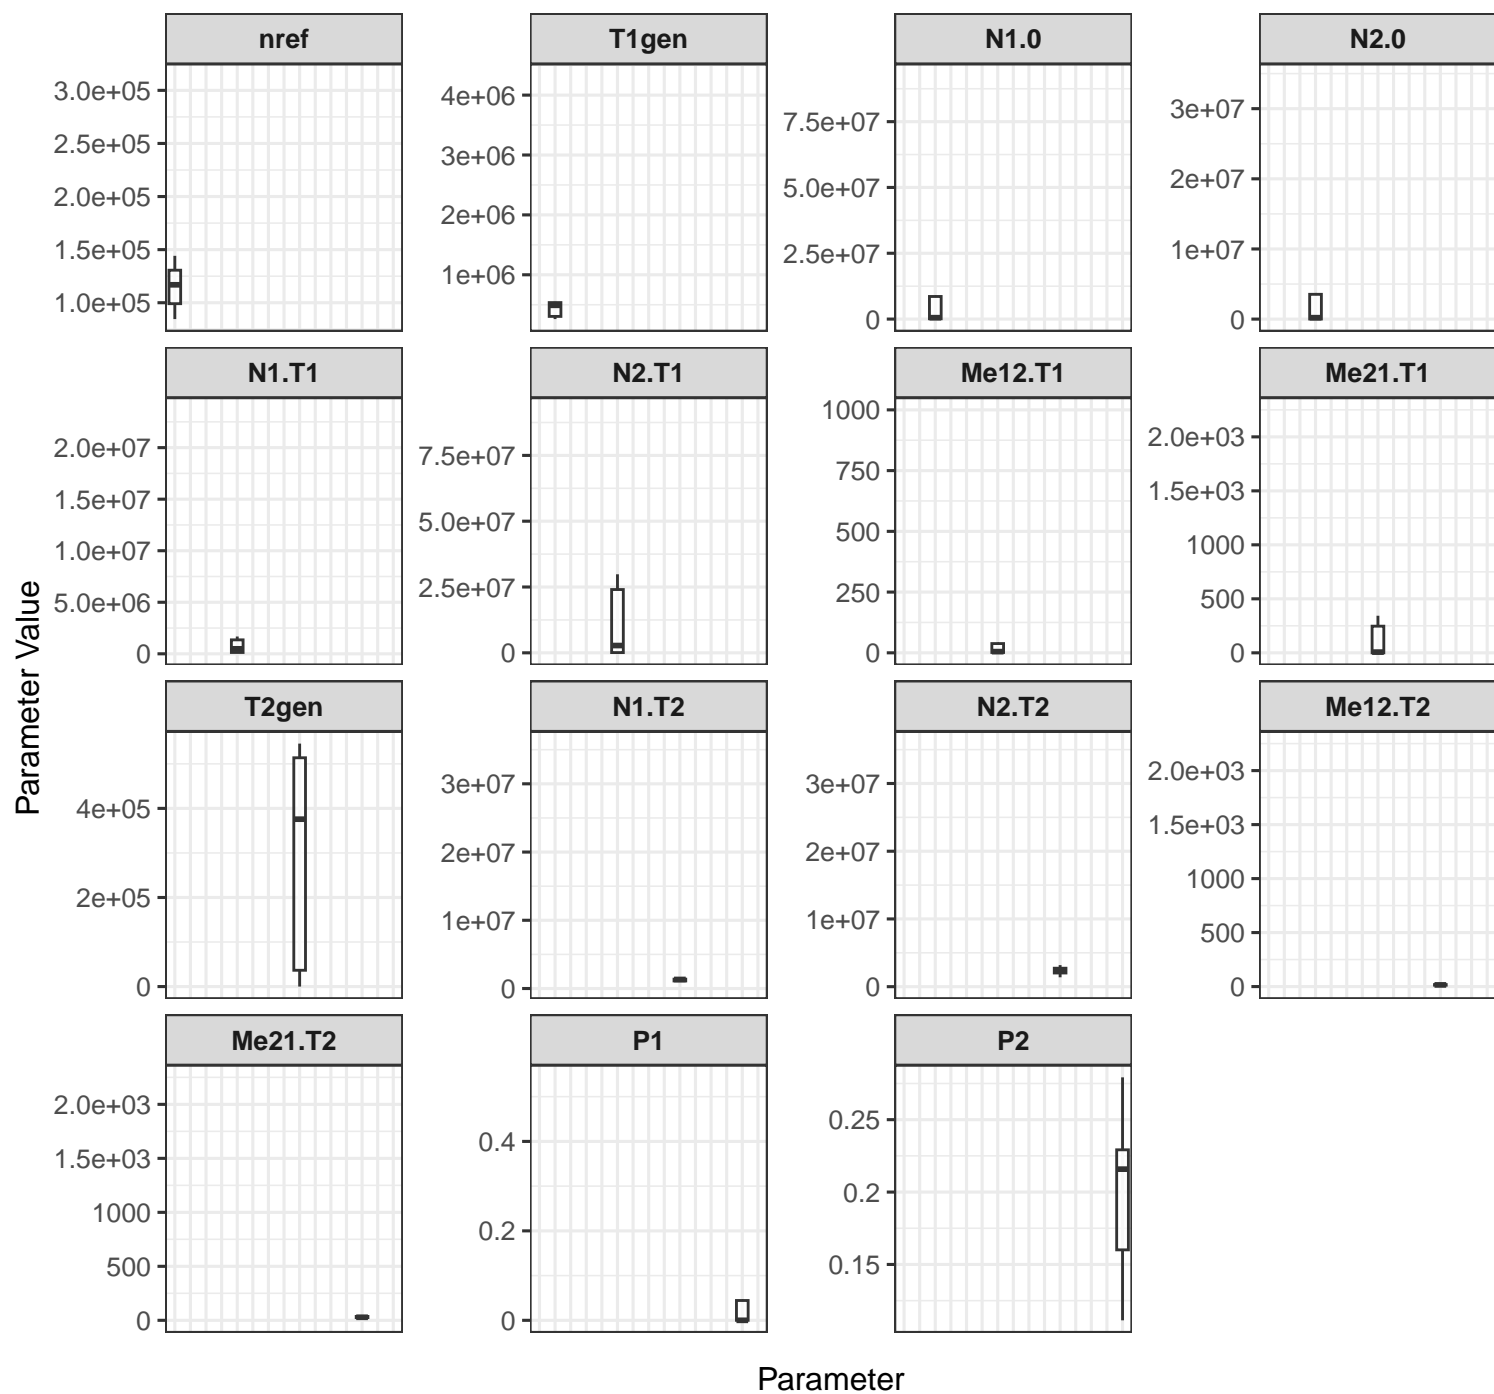 nref
T1gen
N1.0
N2.0
3.0e+05
2.5e+05
2.0e+05
1.5e+05
1.0e+05
4e+06
3e+06
2e+06
1e+06
7.5e+07
5.0e+07
2.5e+07
0
3e+07
2e+07
1e+07
0
N1.T1
N2.T1
Me12.T1
Me21.T1
2.0e+07
1.5e+07
1.0e+07
5.0e+06
0
7.5e+07
5.0e+07
2.5e+07
0
1000
750
500
250
0
2.0e+03
1.5e+03
1000
500
0
T2gen
N1.T2
N2.T2
Me12.T2
4e+05
2e+05
0
3e+07
2e+07
1e+07
0
3e+07
2e+07
1e+07
0
2.0e+03
1.5e+03
1000
500
0
Me21.T2
P1
P2
2.0e+03
1.5e+03
1000
500
0
0.4
0.2
0
0.25
0.2
0.15
Parameter Value
Parameter